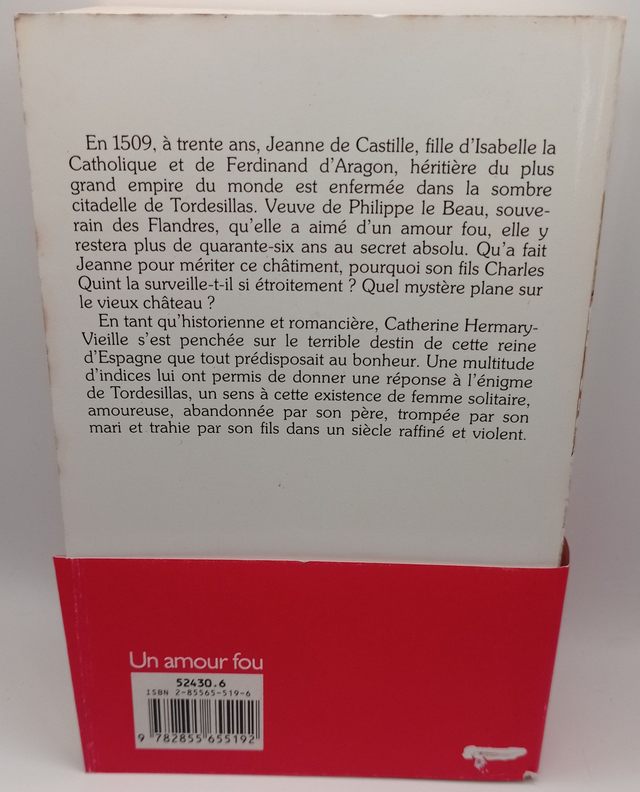 En 1509, à trente ans, Jeanne de Castille, fille d'Isabelle la
Catholique et de Ferdinand d'Aragon, héritière du plus
grand empire du monde est enfermée dans la sombre
citadelle de Tordesillas. Veuve de Philippe le Beau, souve-
rain des Flandres, qu'elle a aimé d'un amour fou, elle y
restera plus de quarante-six ans au secret absolu. Qu'a fait
Jeanne pour mériter ce châtiment, pourquoi son fils Charles
Quint la surveille-t-il si étroitement ? Quel mystère plane sur
le vieux château ?
En tant qu'historienne et romancière, Catherine Hermary-
Vieille s'est penchée sur le terrible destin de cette reine
d'Espagne que tout prédisposait au bonheur. Une multitude
d'indices lui ont permis de donner une réponse à l'énigme
de Tordesillas, un sens à cette existence de femme solitaire,
amoureuse, abandonnée par son père, trompée par son
mari et trahie par son fils dans un siècle raffiné et violent.
Un amour fou
52430.6
ISBN 2-85565-519-6
9 782855 655192